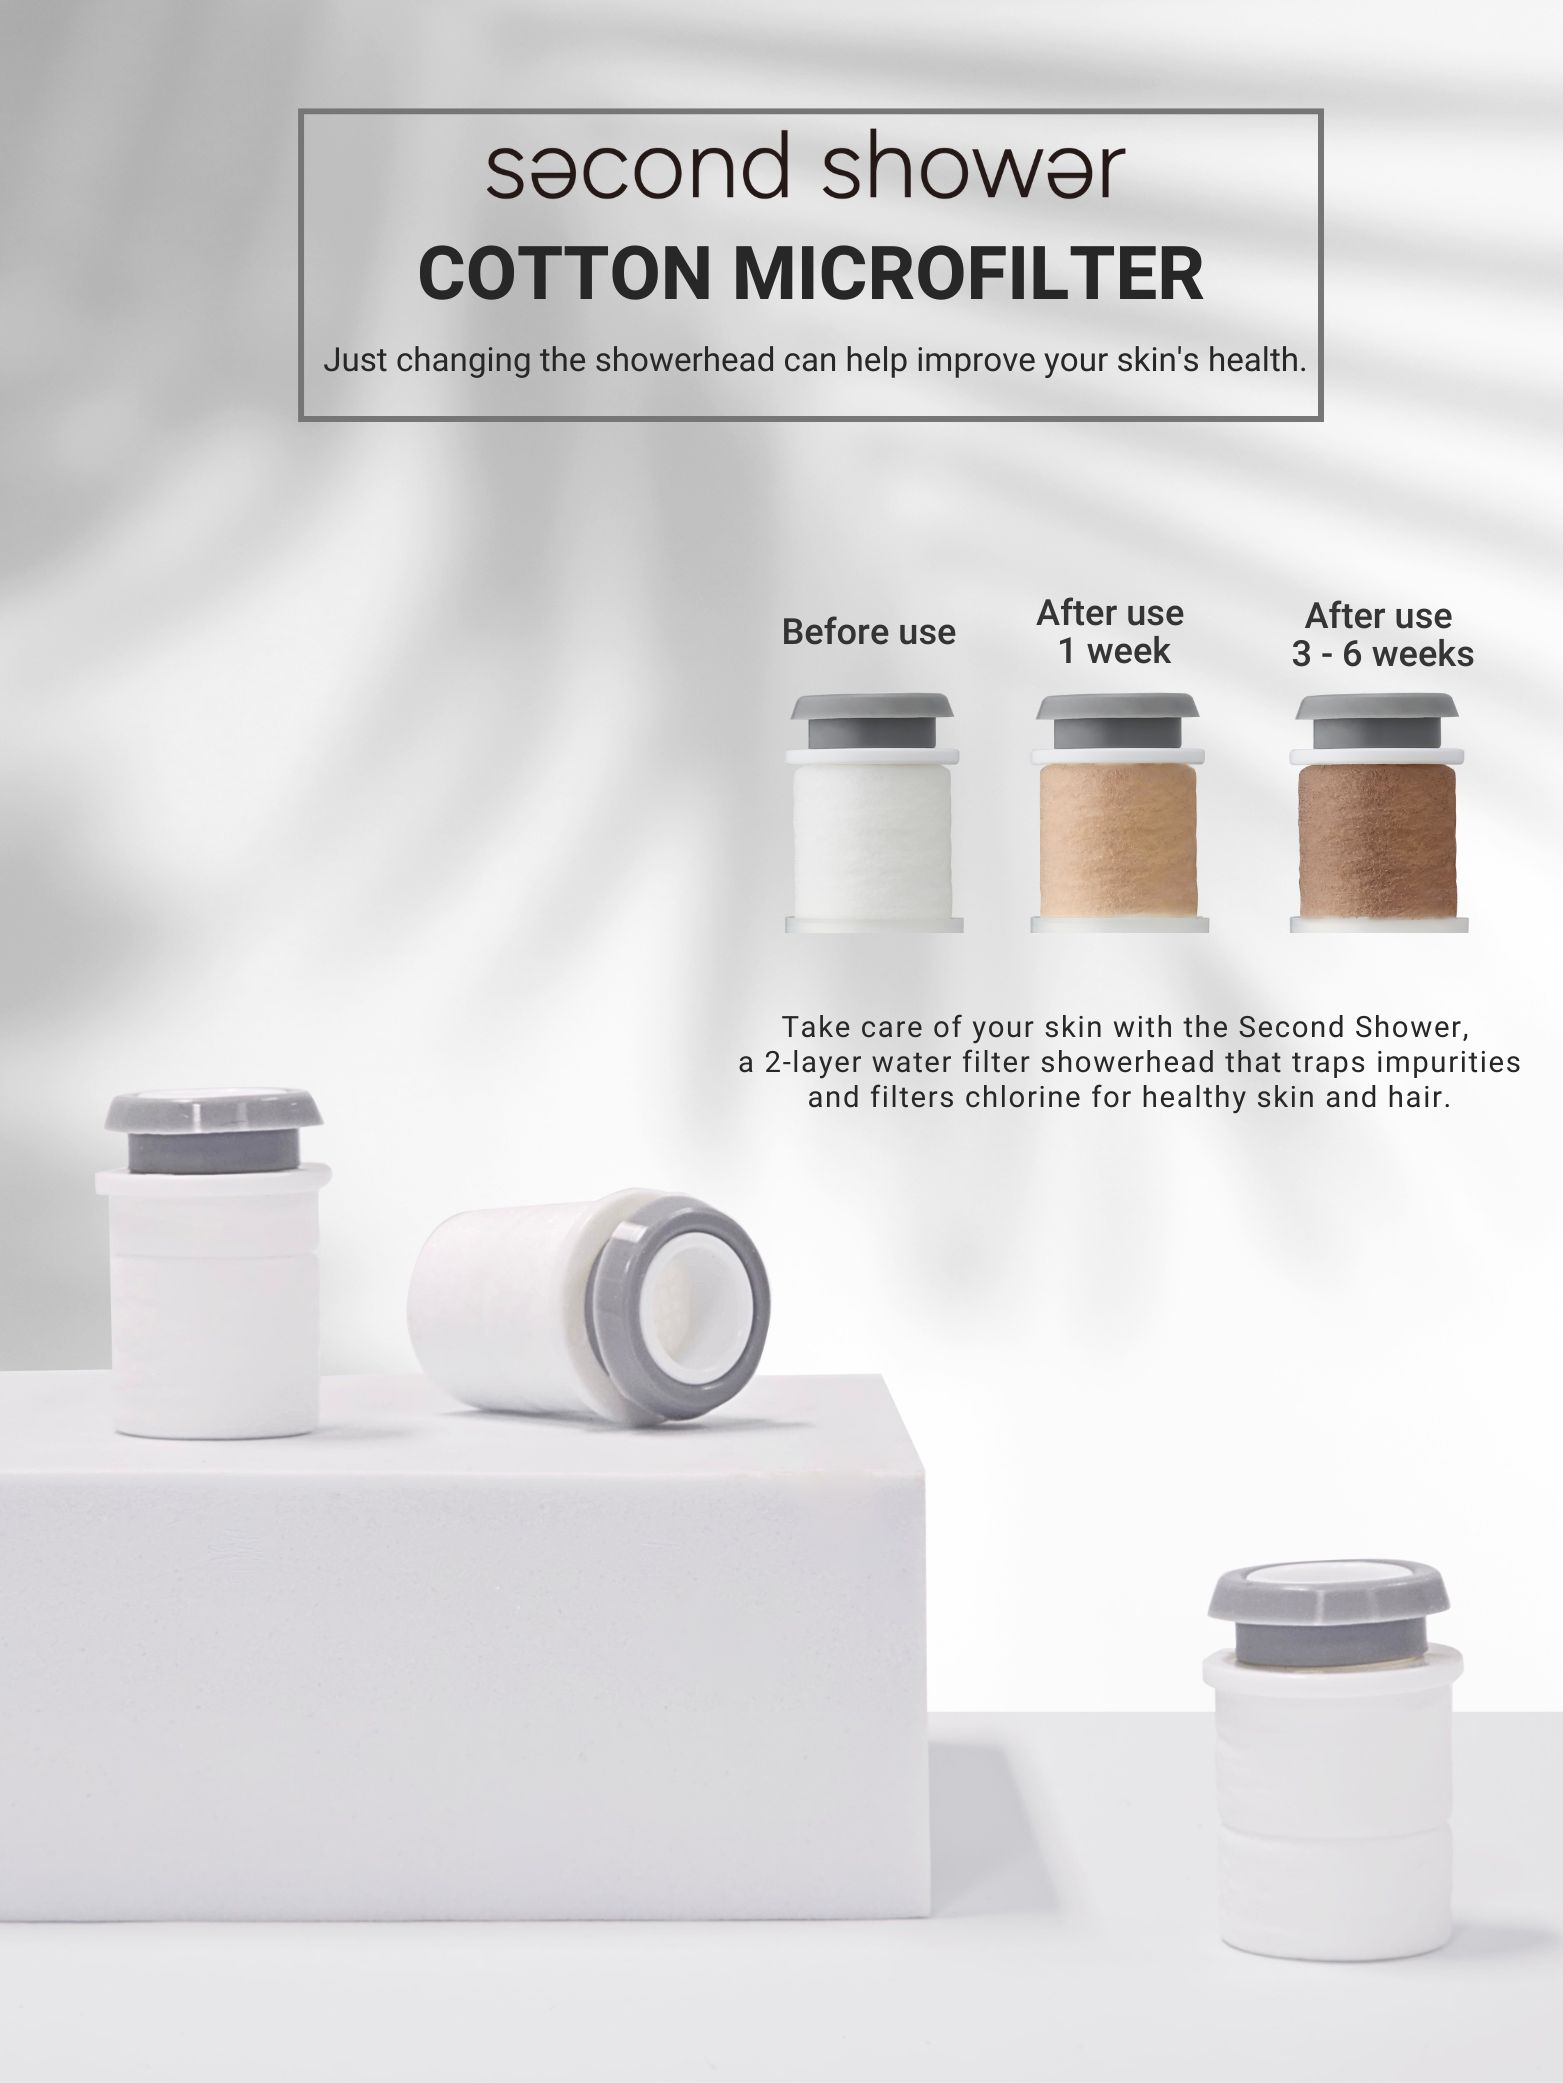 səcond showər
COTTON MICROFILTER
Just changing the showerhead can help improve your skin's health.
Before use
After use
1 week
After use
3 - 6 weeks
Take care of your skin with the Second Shower,
a 2-layer water filter showerhead that traps impurities
and filters chlorine for healthy skin and hair.